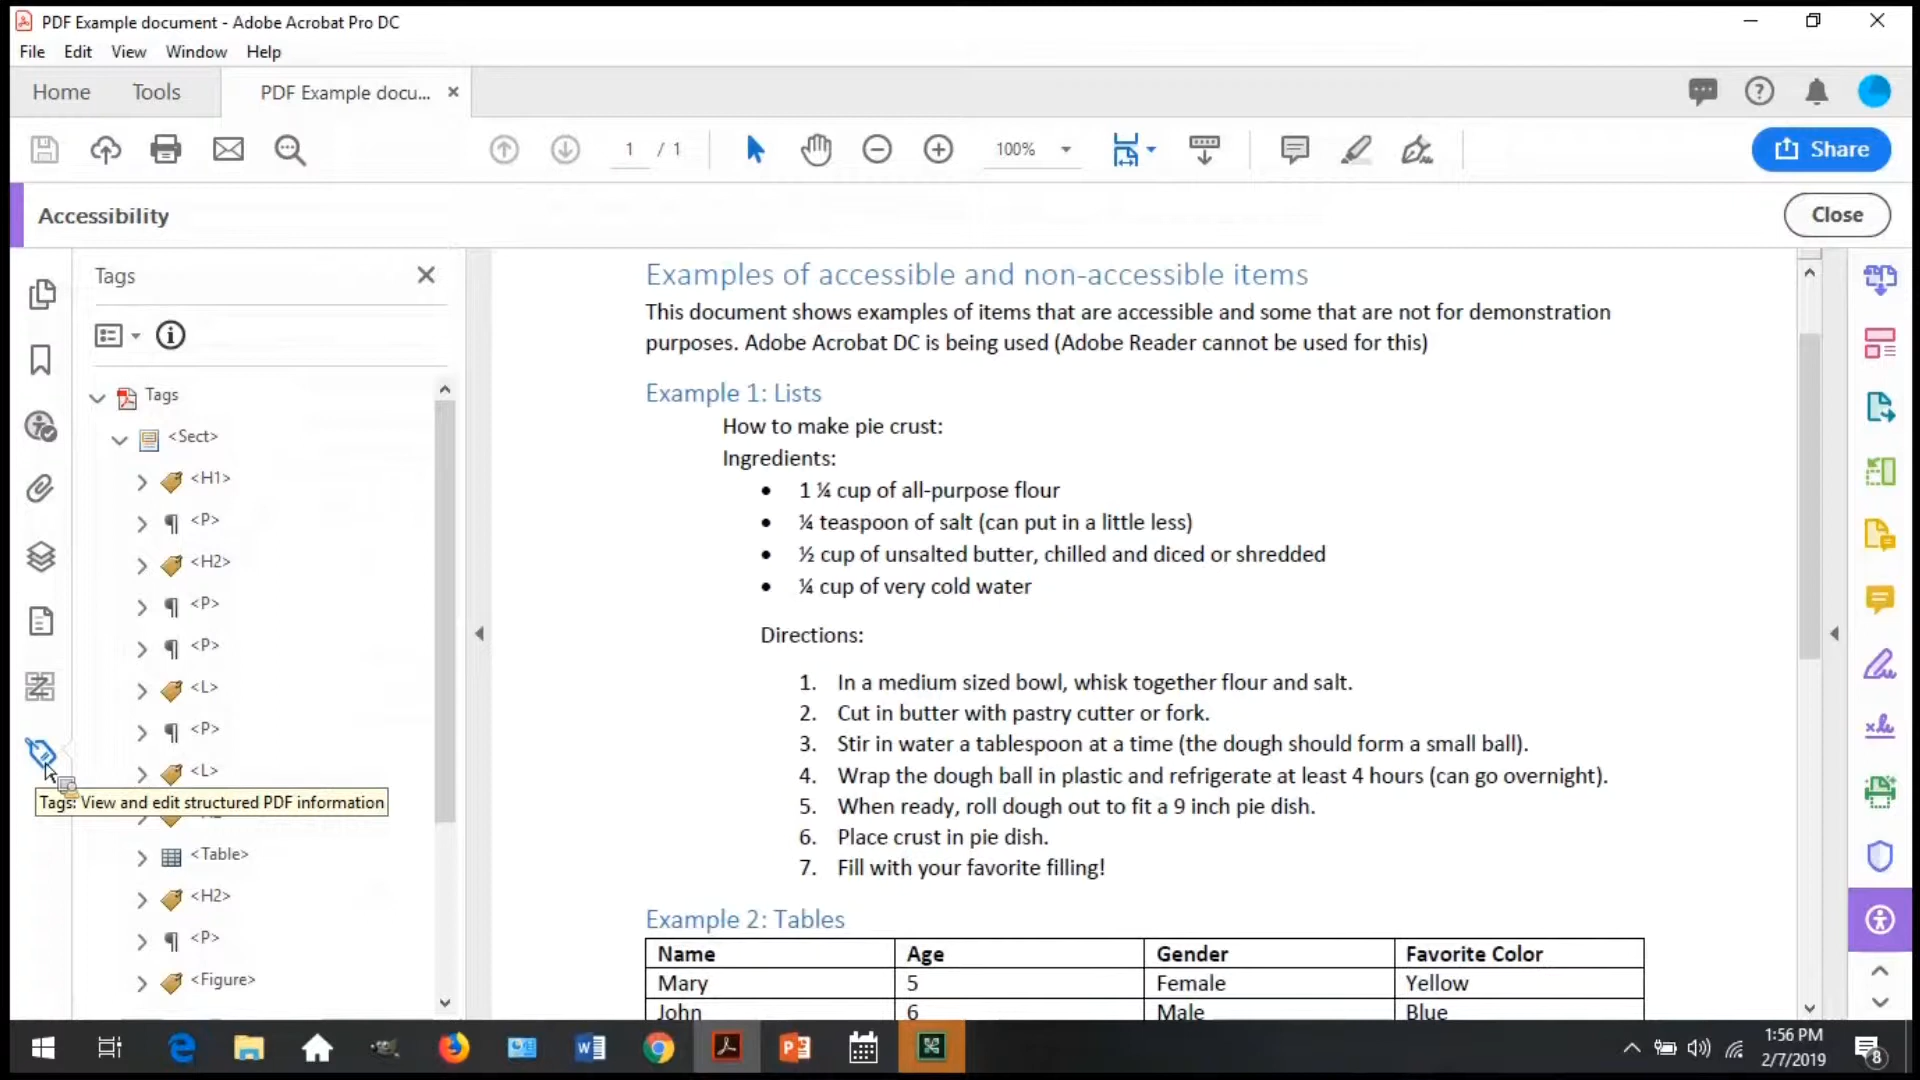 PDF Example document - Adobe Acrobat Pro DC
File Edit View Window Help
Home Tools PDF Example docu...
1 / 1 100% Share
Accessibility Close
Tags
Tags
<Sect>
<H1>
<P>
<H2>
<P>
<P>
<L>
<P>
<L>
Tags: View and edit structured PDF information
<Table>
<H2>
<P>
<Figure>
Examples of accessible and non-accessible items
This document shows examples of items that are accessible and some that are not for demonstration
purposes. Adobe Acrobat DC is being used (Adobe Reader cannot be used for this)
Example 1: Lists
How to make pie crust:
Ingredients:
• 1 ¼ cup of all-purpose flour
• ¼ teaspoon of salt (can put in a little less)
• ½ cup of unsalted butter, chilled and diced or shredded
• ¼ cup of very cold water
Directions:
1. In a medium sized bowl, whisk together flour and salt.
2. Cut in butter with pastry cutter or fork.
3. Stir in water a tablespoon at a time (the dough should form a small ball).
4. Wrap the dough ball in plastic and refrigerate at least 4 hours (can go overnight).
5. When ready, roll dough out to fit a 9 inch pie dish.
6. Place crust in pie dish.
7. Fill with your favorite filling!
Example 2: Tables
Name Age Gender Favorite Color
Mary 5 Female Yellow
John 6 Male Blue
1:56 PM
2/7/2019
8